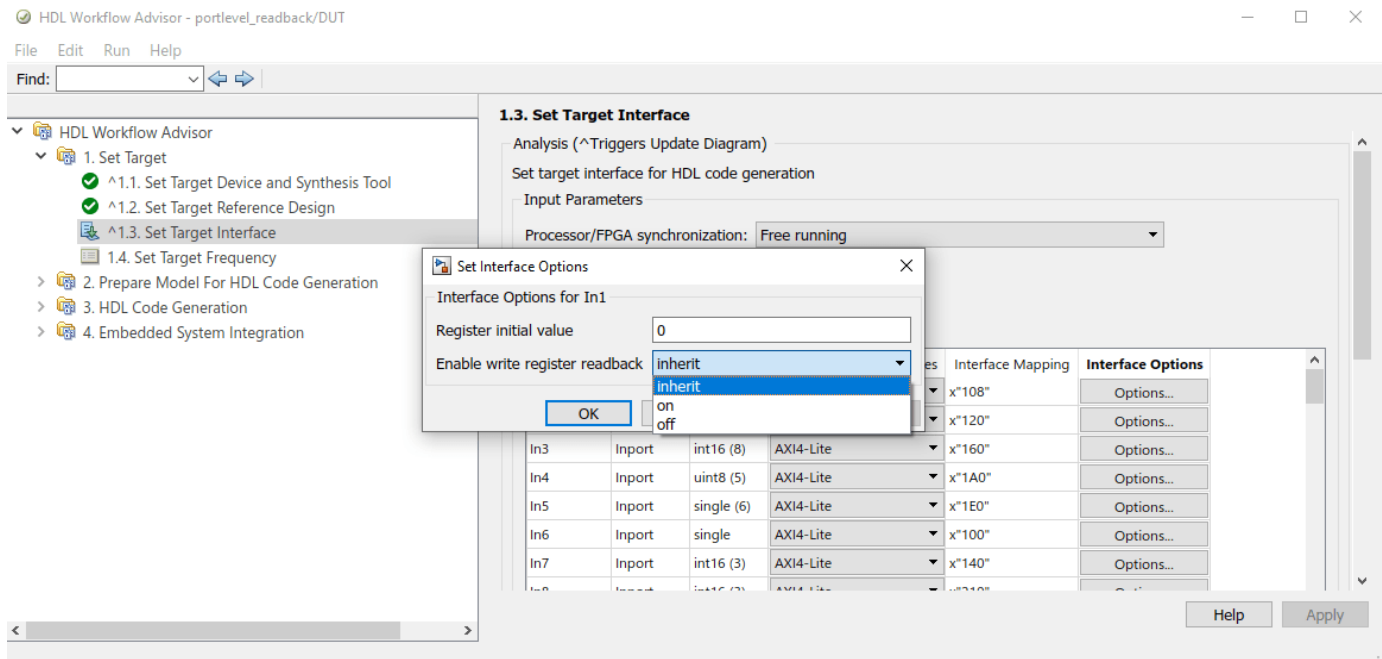 HDL Workflow Advisor - portlevel_readback/DUT
File Edit Run Help
Find:
HDL Workflow Advisor
1. Set Target
^1.1. Set Target Device and Synthesis Tool
^1.2. Set Target Reference Design
^1.3. Set Target Interface
1.4. Set Target Frequency
2. Prepare Model For HDL Code Generation
3. HDL Code Generation
4. Embedded System Integration
1.3. Set Target Interface
Analysis (^Triggers Update Diagram)
Set target interface for HDL code generation
Input Parameters
Processor/FPGA synchronization: Free running
Set Interface Options
Interface Options for In1
Register initial value 0
Enable write register readback inherit
inherit
on
off
OK
es Interface Mapping Interface Options
x"108" Options...
x"120" Options...
In3 Inport int16 (8) AXI4-Lite x"160" Options...
In4 Inport uint8 (5) AXI4-Lite x"1A0" Options...
In5 Inport single (6) AXI4-Lite x"1E0" Options...
In6 Inport single AXI4-Lite x"100" Options...
In7 Inport int16 (3) AXI4-Lite x"140" Options...
Help Apply